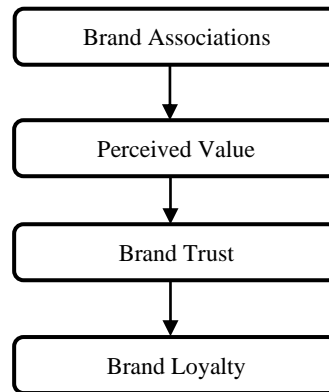 Brand Associations
Perceived Value
Brand Trust
Brand Loyalty